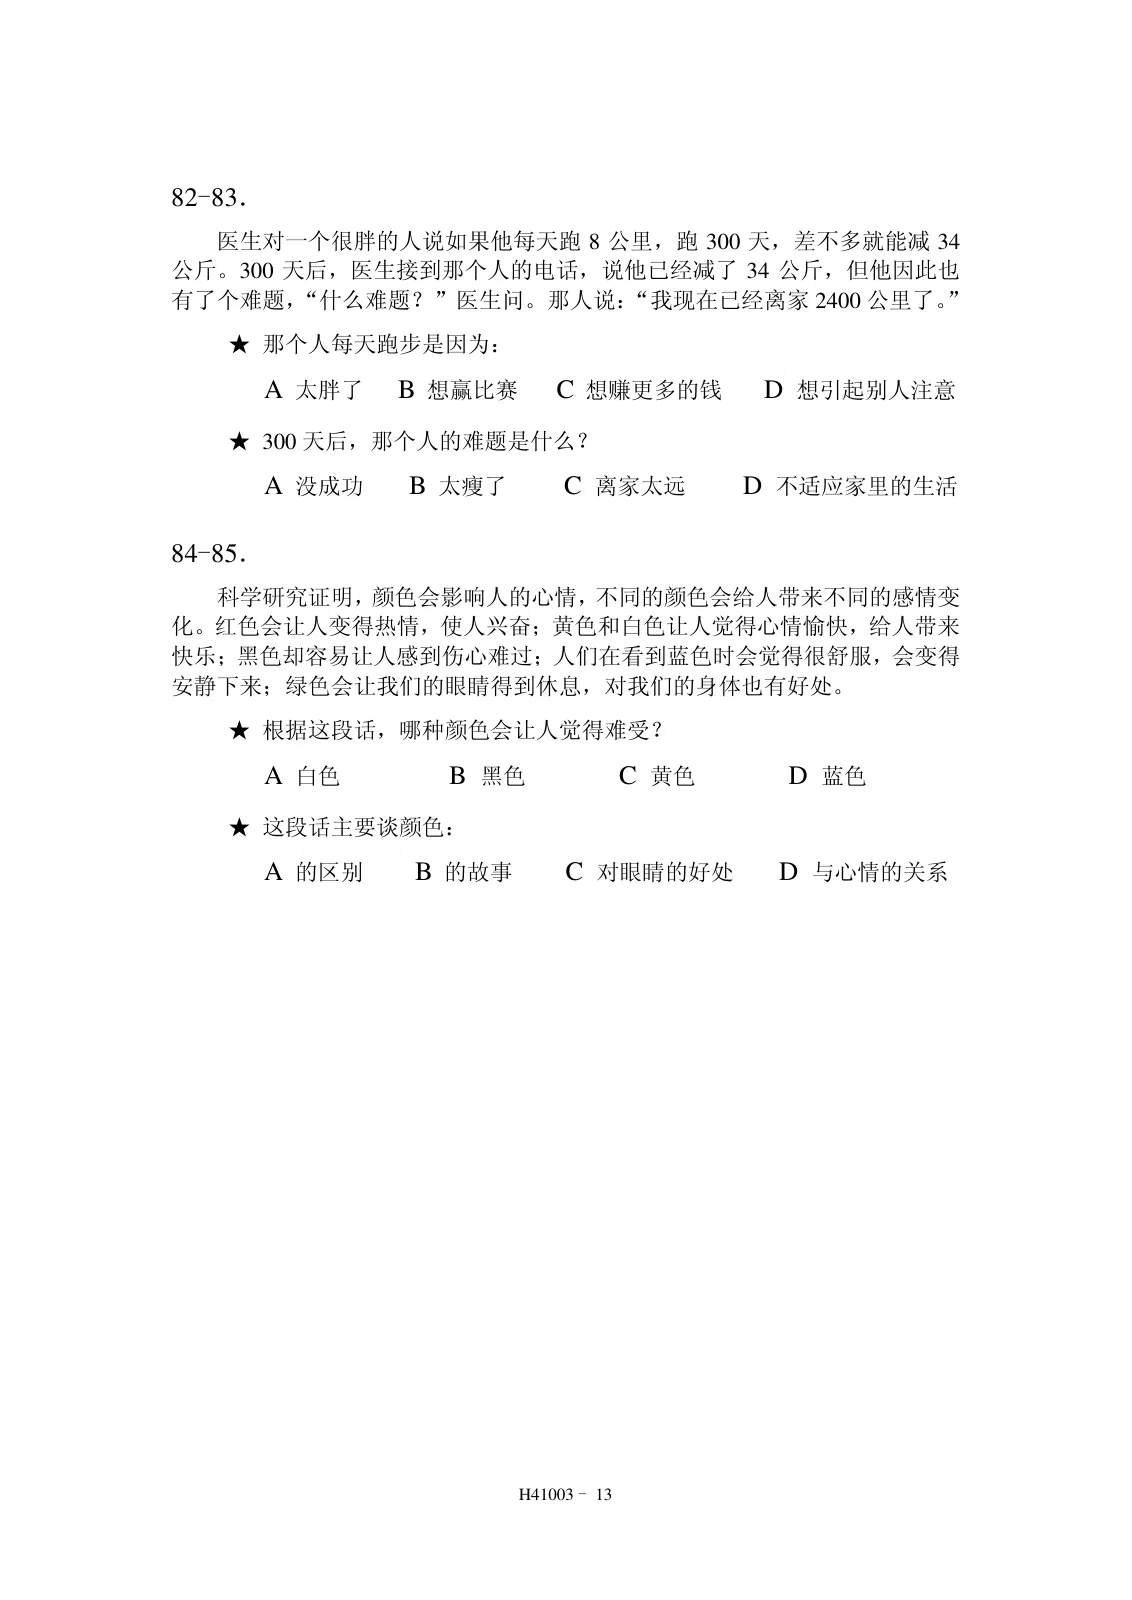 82-83.
医生对一个很胖的人说如果他每天跑 8 公里，跑 300 天，差不多就能减 34
公斤。300 天后，医生接到那个人的电话，说他已经减了 34 公斤，但他因此也
有了个难题，“什么难题？”医生问。那人说：“我现在已经离家 2400 公里了。”
★ 那个人每天跑步是因为：
A 太胖了 B 想赢比赛 C 想赚更多的钱 D 想引起别人注意
★ 300 天后，那个人的难题是什么？
A 没成功 B 太瘦了 C 离家太远 D 不适应家里的生活
84-85.
科学研究证明，颜色会影响人的心情，不同的颜色会给人带来不同的感情变
化。红色会让人变得热情，使人兴奋；黄色和白色让人觉得心情愉快，给人带来
快乐；黑色却容易让人感到伤心难过；人们在看到蓝色时会觉得很舒服，会变得
安静下来；绿色会让我们的眼睛得到休息，对我们的身体也有好处。
★ 根据这段话，哪种颜色会让人觉得难受？
A 白色 B 黑色 C 黄色 D 蓝色
★ 这段话主要谈颜色：
A 的区别 B 的故事 C 对眼睛的好处 D 与心情的关系
H41003 - 13